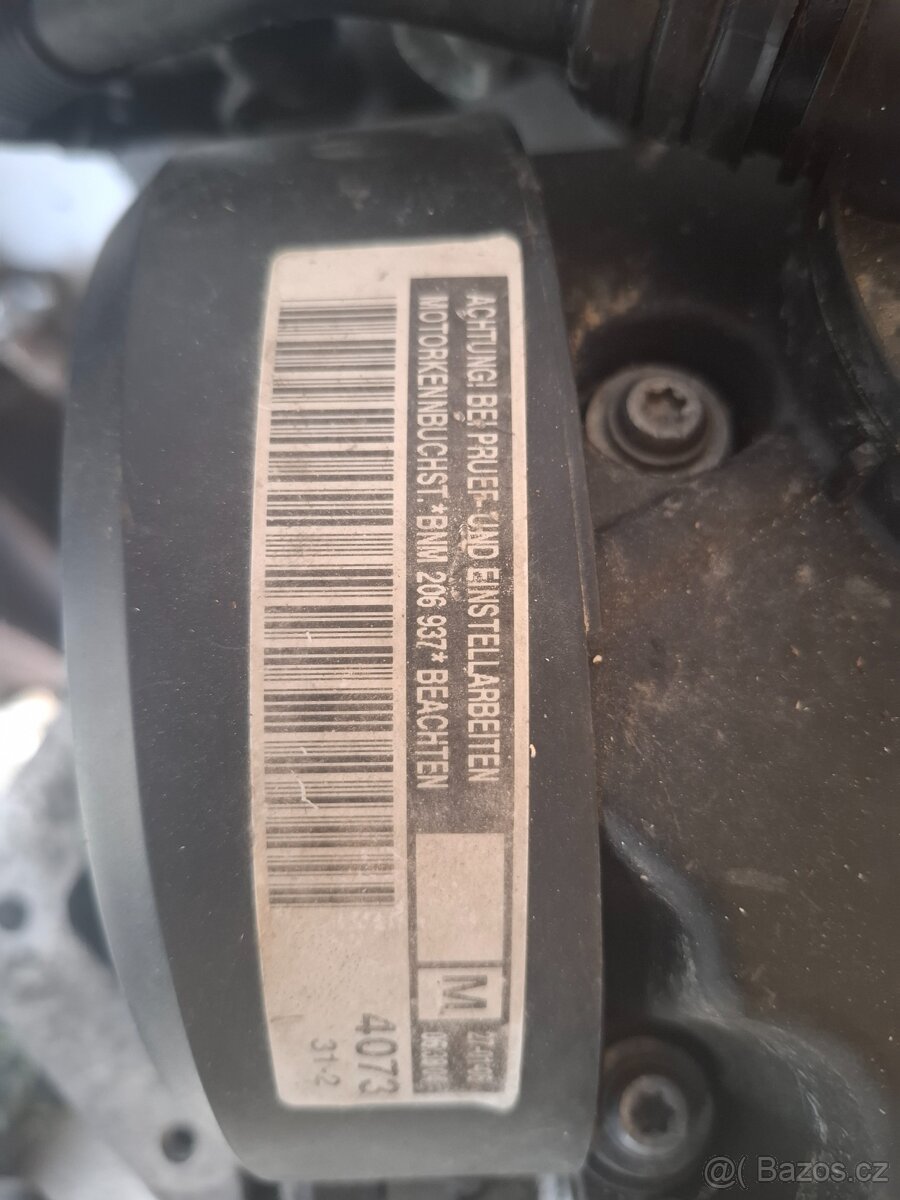 ACHTUNG! BEI PRUEF- UND EINSTELLARBEITEN
MOTORKENNBUCHST. *BNM 206 937* BEACHTEN
M
4073
31-2
@( Bazos.cz